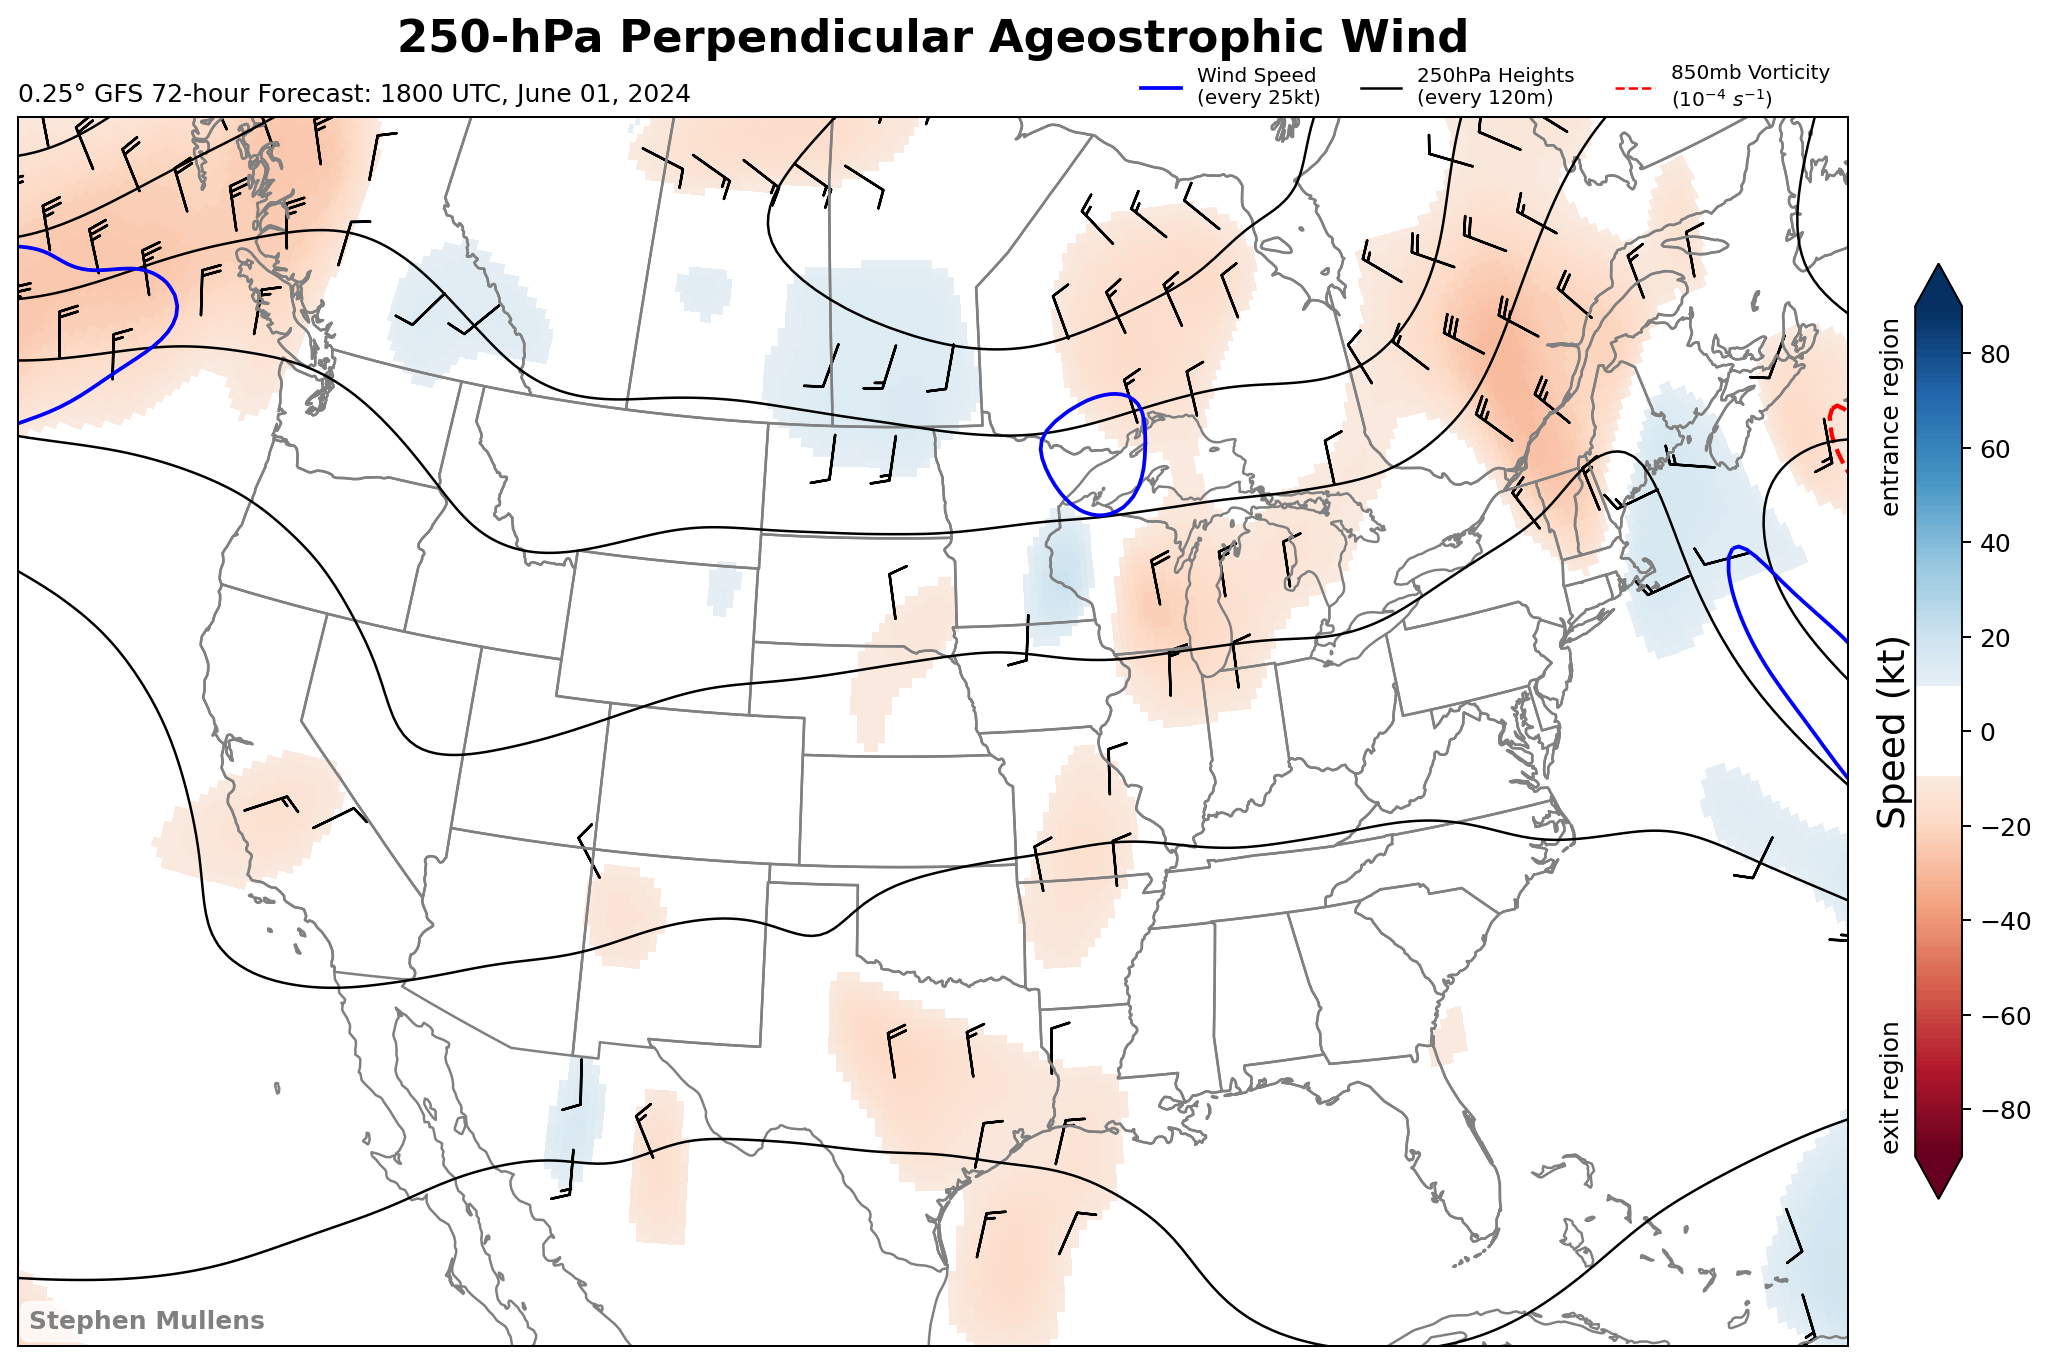 250-hPa Perpendicular Ageostrophic Wind
0.25° GFS 72-hour Forecast: 1800 UTC, June 01, 2024
Wind Speed
(every 25kt)
250hPa Heights
(every 120m)
850mb Vorticity
(10⁻⁴ s⁻¹)
entrance region
Speed (kt)
exit region
80
60
40
20
0
−20
−40
−60
−80
Stephen Mullens